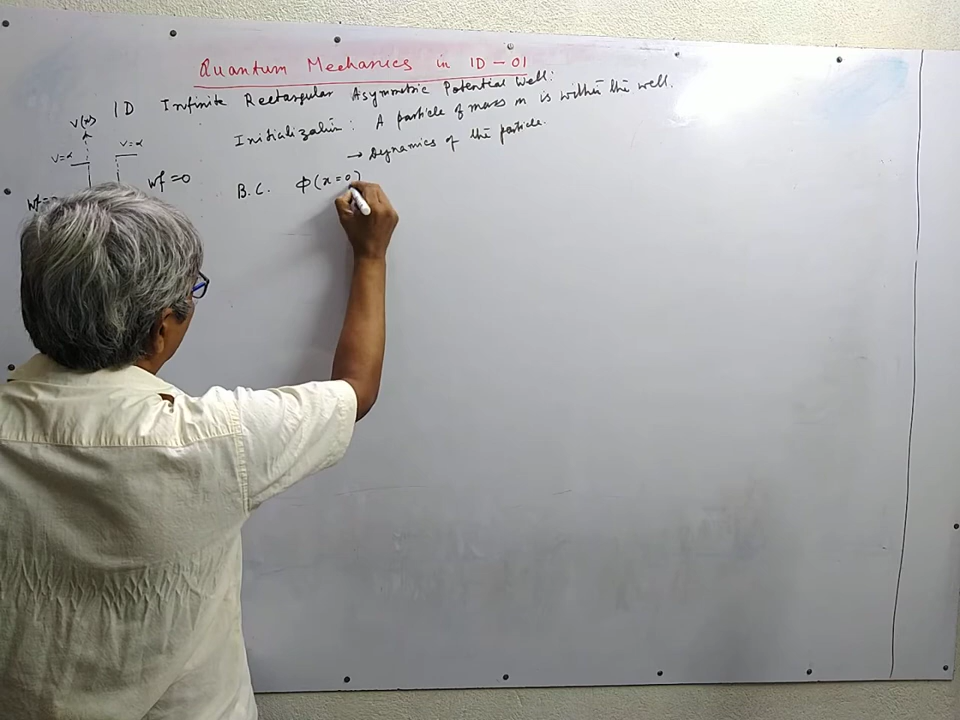 Quantum Mechanics in 1D - 01
1D Infinite Rectangular Asymmetric Potential Well:
Initialization: A particle of mass m is within the well.
→ Dynamics of the particle.
V(x)
V=∝
V=∝
wf=0
B.C. Φ(x=0)